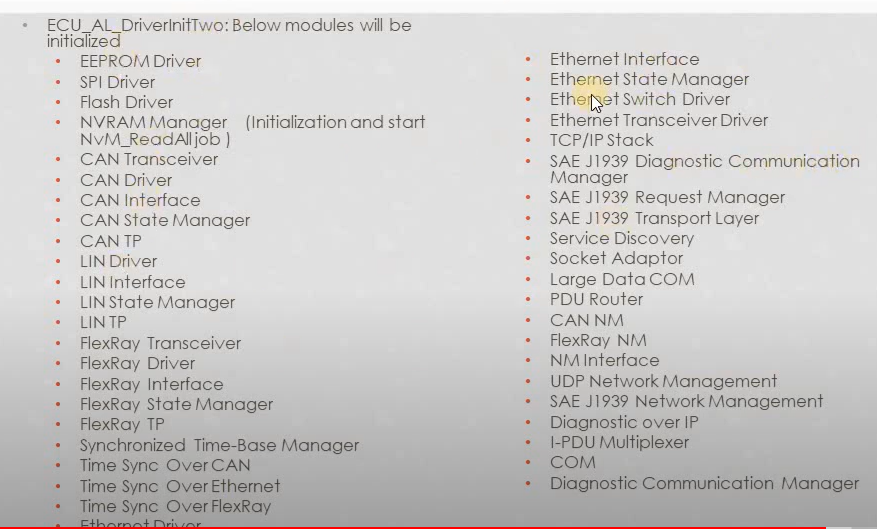 ECU_AL_DriverInitTwo: Below modules will be
initialized
EEPROM Driver
SPI Driver
Flash Driver
NVRAM Manager (Initialization and start
NvM_ReadAll job )
CAN Transceiver
CAN Driver
CAN Interface
CAN State Manager
CAN TP
LIN Driver
LIN Interface
LIN State Manager
LIN TP
FlexRay Transceiver
FlexRay Driver
FlexRay Interface
FlexRay State Manager
FlexRay TP
Synchronized Time-Base Manager
Time Sync Over CAN
Time Sync Over Ethernet
Time Sync Over FlexRay
Ethernet Driver
Ethernet Interface
Ethernet State Manager
Ethernet Switch Driver
Ethernet Transceiver Driver
TCP/IP Stack
SAE J1939 Diagnostic Communication
Manager
SAE J1939 Request Manager
SAE J1939 Transport Layer
Service Discovery
Socket Adaptor
Large Data COM
PDU Router
CAN NM
FlexRay NM
NM Interface
UDP Network Management
SAE J1939 Network Management
Diagnostic over IP
I-PDU Multiplexer
COM
Diagnostic Communication Manager